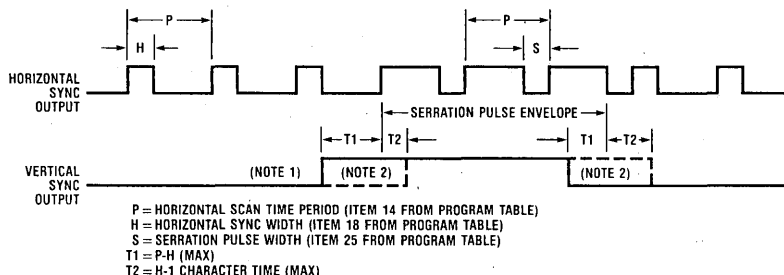 P
P
H
S
HORIZONTAL
SYNC
OUTPUT
SERRATION PULSE ENVELOPE
T1
T2
T1
T2
VERTICAL
SYNC
OUTPUT
(NOTE 1)
(NOTE 2)
(NOTE 2)
P = HORIZONTAL SCAN TIME PERIOD (ITEM 14 FROM PROGRAM TABLE)
H = HORIZONTAL SYNC WIDTH (ITEM 18 FROM PROGRAM TABLE)
S = SERRATION PULSE WIDTH (ITEM 25 FROM PROGRAM TABLE)
T1 = P-H (MAX)
T2 = H-1 CHARACTER TIME (MAX)